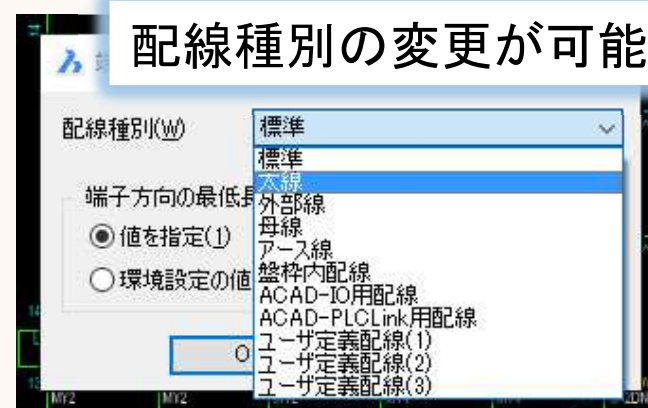 配線種別の変更が可能
配線種別(W)
標準
標準
太線
外部線
母線
アース線
盤枠内配線
ACAD-IO用配線
ACAD-PLCLink用配線
ユーザ定義配線(1)
ユーザ定義配線(2)
ユーザ定義配線(3)
端子方向の最低
値を指定(1)
環境設定の値
O
MY2
MY2